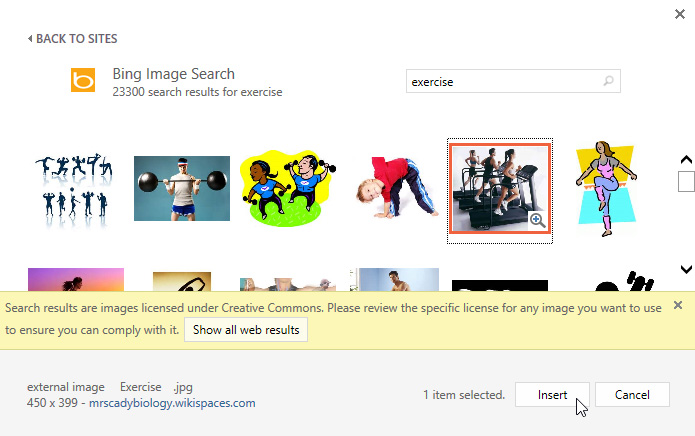 BACK TO SITES
Bing Image Search
23300 search results for exercise
exercise
Search results are images licensed under Creative Commons. Please review the specific license for any image you want to use
to ensure you can comply with it. Show all web results
external image Exercise .jpg
450 x 399 - mrscadybiology.wikispaces.com
1 item selected. Insert Cancel